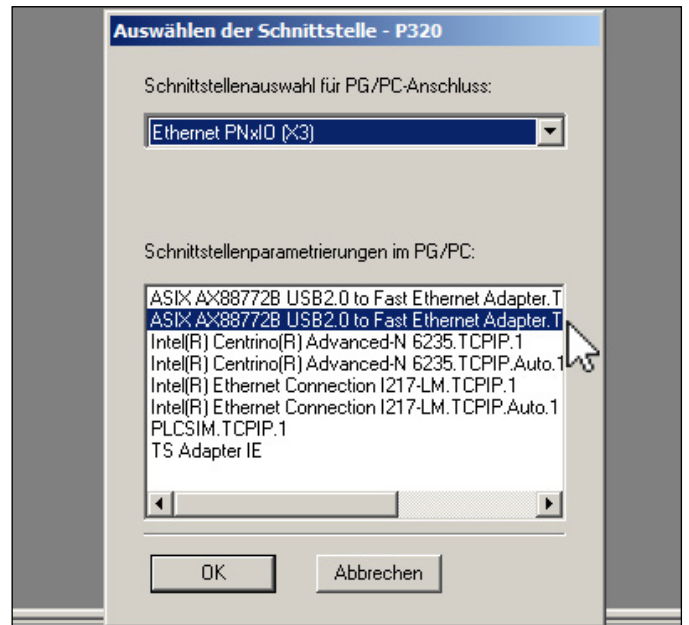 Auswählen der Schnittstelle - P320
Schnittstellenauswahl für PG/PC-Anschluss:
Ethernet PNxIO (X3)
Schnittstellenparametrierungen im PG/PC:
ASIX AX88772B USB2.0 to Fast Ethernet Adapter.T
ASIX AX88772B USB2.0 to Fast Ethernet Adapter.T
Intel(R) Centrino(R) Advanced-N 6235.TCPIP.1
Intel(R) Centrino(R) Advanced-N 6235.TCPIP.Auto.1
Intel(R) Ethernet Connection I217-LM.TCPIP.1
Intel(R) Ethernet Connection I217-LM.TCPIP.Auto.1
PLCSIM.TCPIP.1
TS Adapter IE
OK Abbrechen